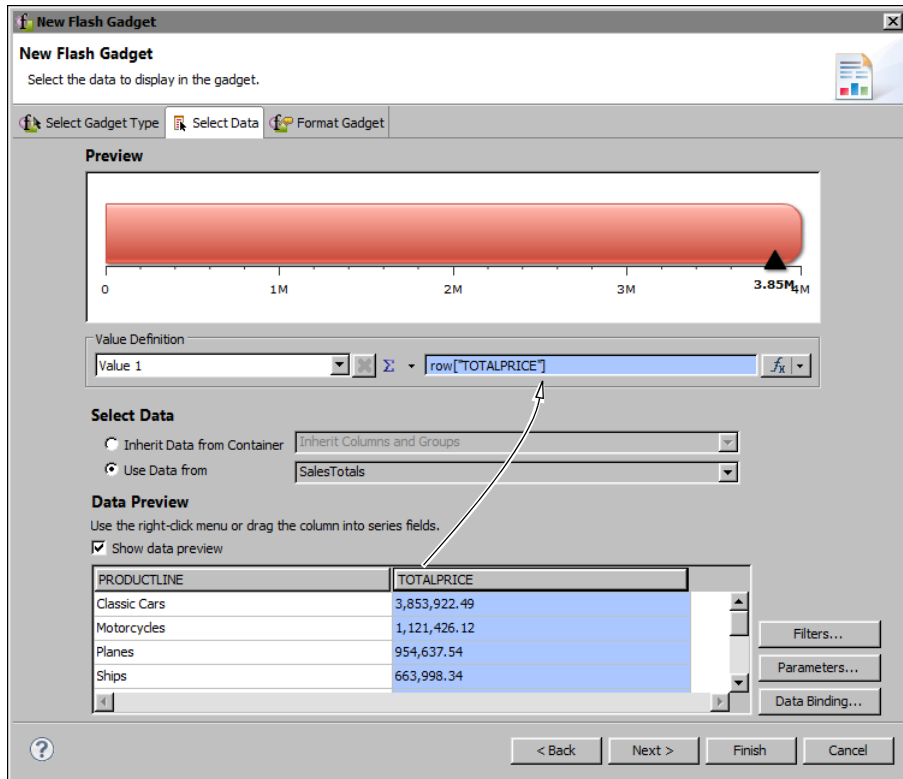 New Flash Gadget
New Flash Gadget
Select the data to display in the gadget.
Select Gadget Type Select Data Format Gadget
Preview
0 1M 2M 3M 3.85M 4M
Value Definition
Value 1 Σ row["TOTALPRICE"] fx
Select Data
Inherit Data from Container Inherit Columns and Groups
Use Data from SalesTotals
Data Preview
Use the right-click menu or drag the column into series fields.
Show data preview
PRODUCTLINE TOTALPRICE
Classic Cars 3,853,922.49
Motorcycles 1,121,426.12
Planes 954,637.54
Ships 663,998.34
Filters...
Parameters...
Data Binding...
? < Back Next > Finish Cancel